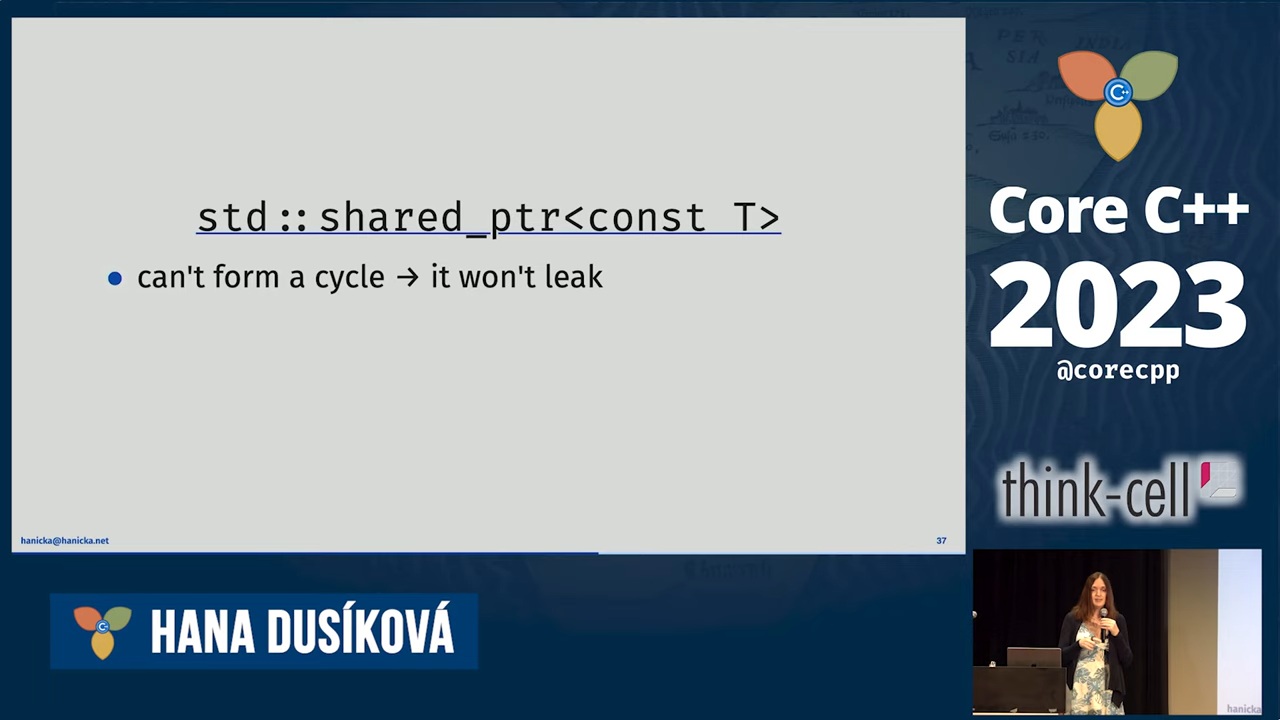 std::shared_ptr<const T>
can't form a cycle → it won't leak
hanicka@hanicka.net
37
HANA DUSÍKOVÁ
C++
Core C++
2023
@corecpp
think-cell
hanicka